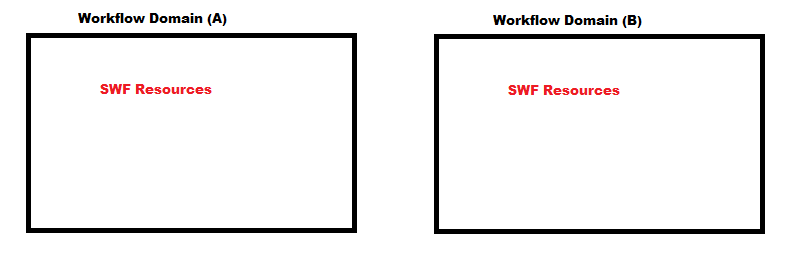 Workflow Domain (A)
Workflow Domain (B)
SWF Resources
SWF Resources